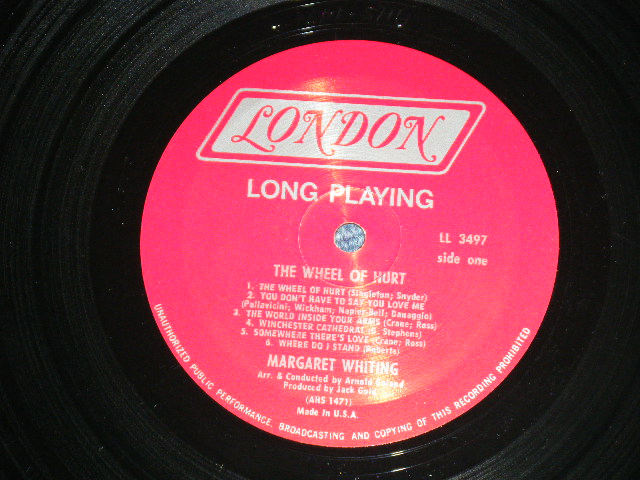 LONDON
LONG PLAYING
LL 3497
side one
THE WHEEL OF HURT
1. THE WHEEL OF HURT (Singleton; Snyder)
2. YOU DON'T HAVE TO SAY YOU LOVE ME
(Pallavicini; Wickham; Napier-Bell; Donaggio)
3. THE WORLD INSIDE YOUR ARMS (Crane; Ross)
4. WINCHESTER CATHEDRAL (G. Stephens)
5. SOMEWHERE THERE'S LOVE (Crane; Ross)
6. WHERE DO I STAND (Roberts)
MARGARET WHITING
Arr. & Conducted by Arnold Goland
Produced by Jack Gold
(AHS 1471)
Made in U.S.A.
UNAUTHORIZED PUBLIC PERFORMANCE, BROADCASTING AND COPYING OF THIS RECORDING PROHIBITED